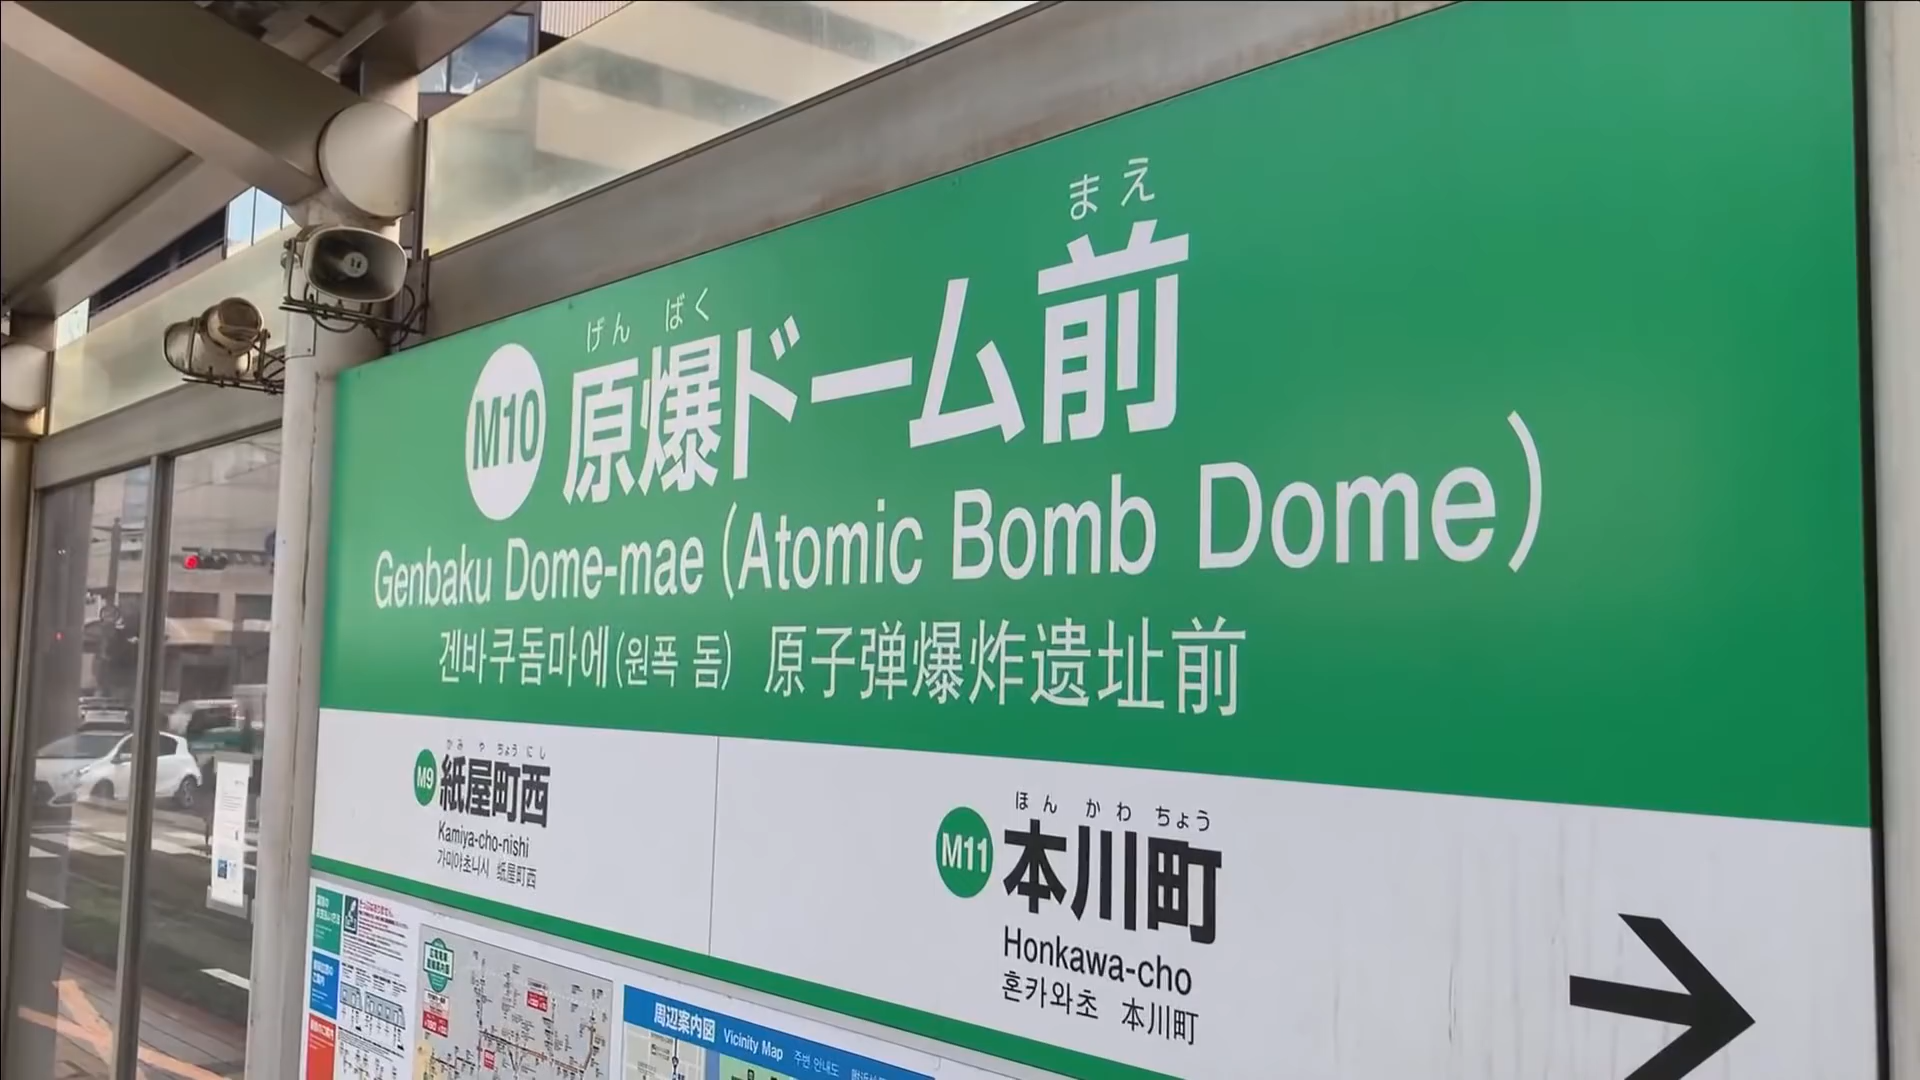 まえ
げん ばく
M10 原爆ドーム前
Genbaku Dome-mae (Atomic Bomb Dome)
겐바쿠돔마에(원폭 돔) 原子弹爆炸遗址前
かみ や ちょう にし
M9 紙屋町西
Kamiya-cho-nishi
가미야초니시 纸屋町西
ほん かわ ちょう
M11 本川町
Honkawa-cho
혼카와초 本川町
周辺案内図 Vicinity Map 주변 안내도